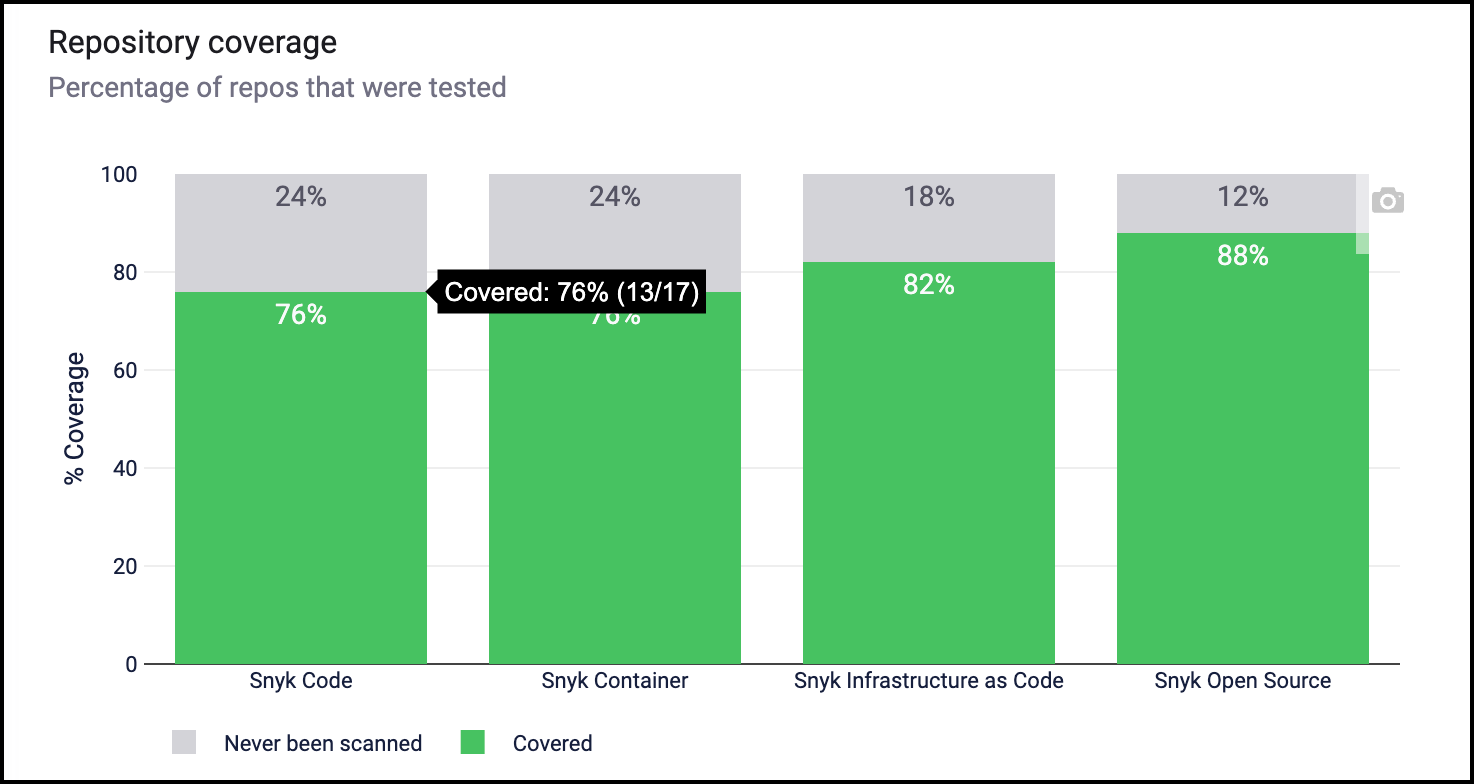 Repository coverage
Percentage of repos that were tested
% Coverage
100
80
60
40
20
0
24%
24%
18%
12%
76%
Covered: 76% (13/17)
76%
82%
88%
Snyk Code
Snyk Container
Snyk Infrastructure as Code
Snyk Open Source
Never been scanned
Covered